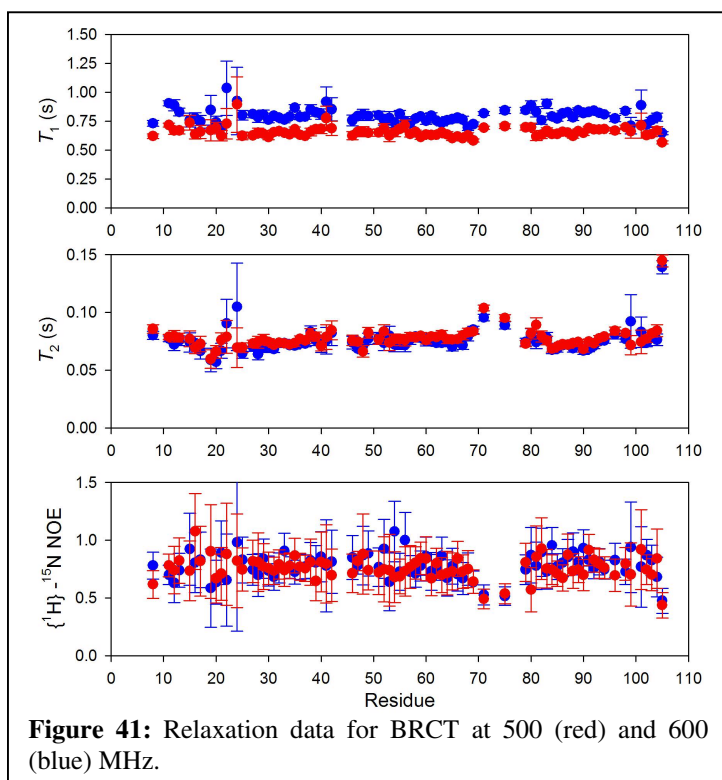 1.50
1.25
1.00
0.75
0.50
0.25
0.00
T1 (s)
0 10 20 30 40 50 60 70 80 90 100 110
0.15
0.10
0.05
0.00
T2 (s)
0 10 20 30 40 50 60 70 80 90 100 110
1.5
1.0
0.5
0.0
{¹H} -¹⁵N NOE
0 10 20 30 40 50 60 70 80 90 100 110
Residue
Figure 41: Relaxation data for BRCT at 500 (red) and 600
(blue) MHz.